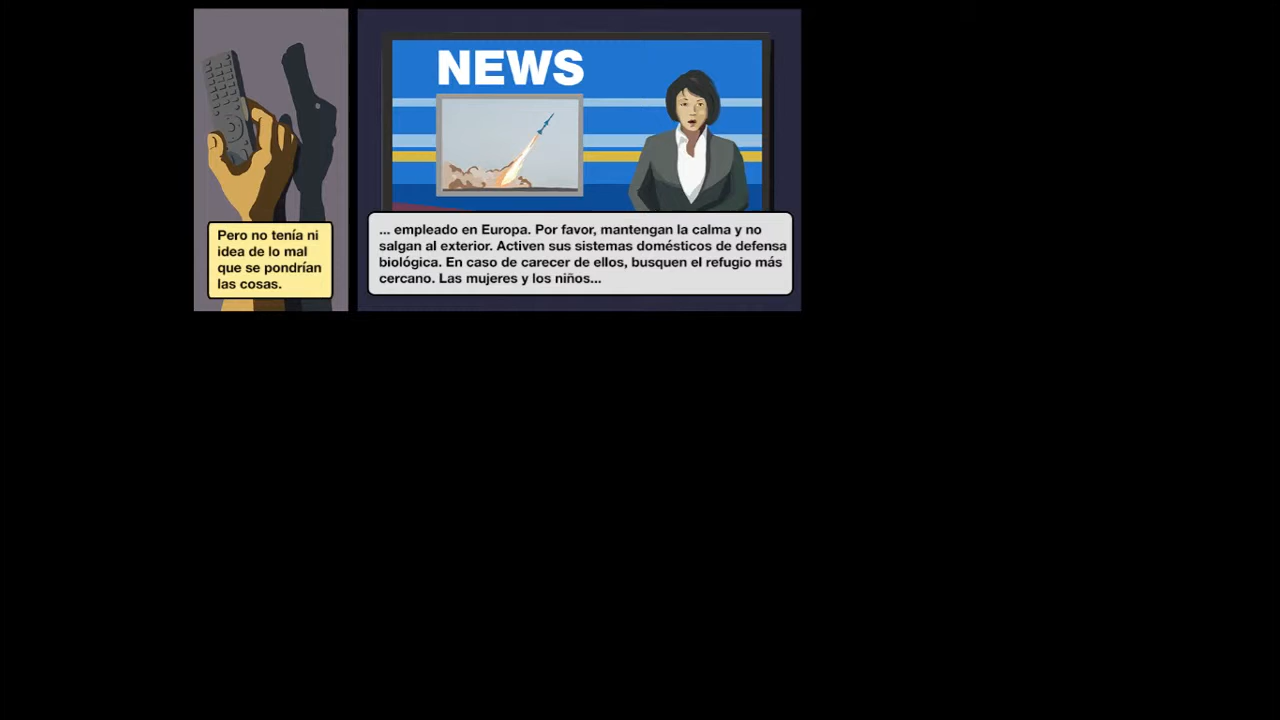 Pero no tenía ni
idea de lo mal
que se pondrían
las cosas.
NEWS
... empleado en Europa. Por favor, mantengan la calma y no
salgan al exterior. Activen sus sistemas domésticos de defensa
biológica. En caso de carecer de ellos, busquen el refugio más
cercano. Las mujeres y los niños...